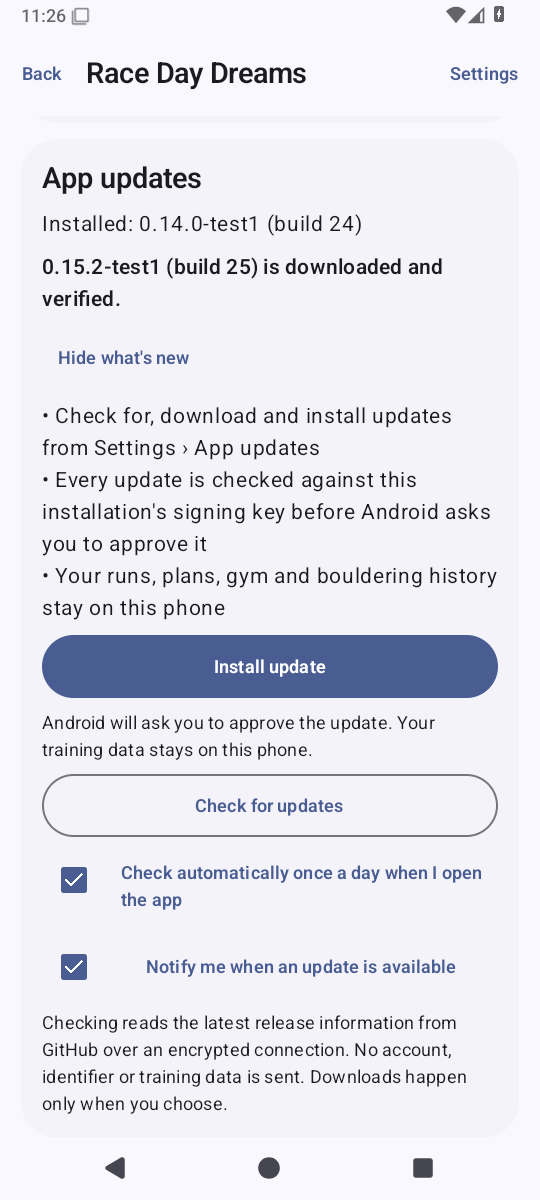 11:26
Back Race Day Dreams Settings
App updates
Installed: 0.14.0-test1 (build 24)
0.15.2-test1 (build 25) is downloaded and
verified.
Hide what's new
• Check for, download and install updates
from Settings › App updates
• Every update is checked against this
installation's signing key before Android asks
you to approve it
• Your runs, plans, gym and bouldering history
stay on this phone
Install update
Android will ask you to approve the update. Your
training data stays on this phone.
Check for updates
Check automatically once a day when I open
the app
Notify me when an update is available
Checking reads the latest release information from
GitHub over an encrypted connection. No account,
identifier or training data is sent. Downloads happen
only when you choose.